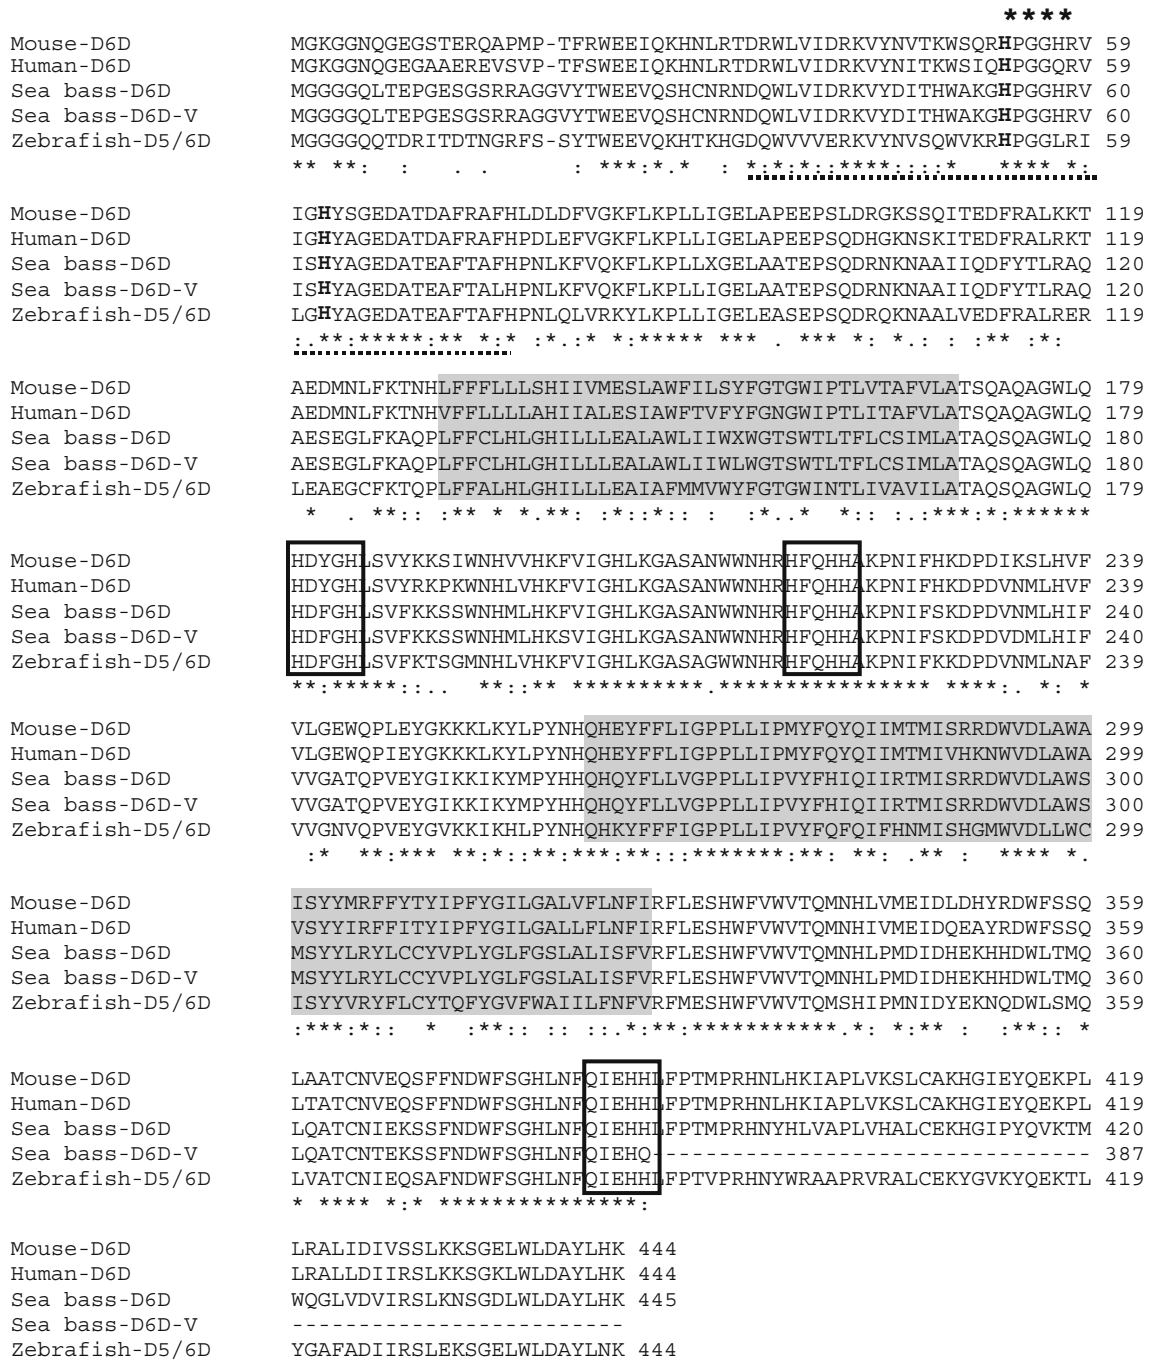 ****
Mouse-D6D MGKGGNQGEGSTERQAPMP-TFRWEEIQKHNLRTDRWLVIDRKVYNVTKWSQRHPGGHRV 59
Human-D6D MGKGGNQGEGAAEREVSVP-TFSWEEIQKHNLRTDRWLVIDRKVYNITKWSIQHPGGQRV 59
Sea bass-D6D MGGGGQLTEPGESGSRRAGGVYTWEEVQSHCNRNDQWLVIDRKVYDITHWAKGHPGGHRV 60
Sea bass-D6D-V MGGGGQLTEPGESGSRRAGGVYTWEEVQSHCNRNDQWLVIDRKVYDITHWAKGHPGGHRV 60
Zebrafish-D5/6D MGGGGQQTDRITDTNGRFS-SYTWEEVQKHTKHGDQWVVVERKVYNVSQWVKRHPGGLRI 59
** **: : . . : ***:*.* : *:*:*::****::::* **** *:
Mouse-D6D IGHYSGEDATDAFRAFHLDLDFVGKFLKPLLIGELAPEEPSLDRGKSSQITEDFRALKKT 119
Human-D6D IGHYAGEDATDAFRAFHPDLEFVGKFLKPLLIGELAPEEPSQDHGKNSKITEDFRALRKT 119
Sea bass-D6D ISHYAGEDATEAFTAFHPNLKFVQKFLKPLLXGELAATEPSQDRNKNAAIIQDFYTLRAQ 120
Sea bass-D6D-V ISHYAGEDATEAFTALHPNLKFVQKFLKPLLIGELAATEPSQDRNKNAAIIQDFYTLRAQ 120
Zebrafish-D5/6D LGHYAGEDATEAFTAFHPNLQLVRKYLKPLLIGELEASEPSQDRQKNAALVEDFRALRER 119
:.**:*****:** *:* :*.:* *:***** *** . *** *: *.: : :** :*:
Mouse-D6D AEDMNLFKTNHLFFFLLLSHIIVMESLAWFILSYFGTGWIPTLVTAFVLATSQAQAGWLQ 179
Human-D6D AEDMNLFKTNHVFFLLLLAHIIALESIAWFTVFYFGNGWIPTLITAFVLATSQAQAGWLQ 179
Sea bass-D6D AESEGLFKAQPLFFCLHLGHILLLEALAWLIIWXWGTSWTLTFLCSIMLATAQSQAGWLQ 180
Sea bass-D6D-V AESEGLFKAQPLFFCLHLGHILLLEALAWLIIWLWGTSWTLTFLCSIMLATAQSQAGWLQ 180
Zebrafish-D5/6D LEAEGCFKTQPLFFALHLGHILLLEAIAFMMVWYFGTGWINTLIVAVILATAQSQAGWLQ 179
* . **:: :** * *.**: :*::*:: : :*..* *:: :.:***:*:******
Mouse-D6D HDYGHLSVYKKSIWNHVVHKFVIGHLKGASANWWNHRHFQHHAKPNIFHKDPDIKSLHVF 239
Human-D6D HDYGHLSVYRKPKWNHLVHKFVIGHLKGASANWWNHRHFQHHAKPNIFHKDPDVNMLHVF 239
Sea bass-D6D HDFGHLSVFKKSSWNHMLHKFVIGHLKGASANWWNHRHFQHHAKPNIFSKDPDVNMLHIF 240
Sea bass-D6D-V HDFGHLSVFKKSSWNHMLHKSVIGHLKGASANWWNHRHFQHHAKPNIFSKDPDVDMLHIF 240
Zebrafish-D5/6D HDFGHLSVFKTSGMNHLVHKFVIGHLKGASAGWWNHRHFQHHAKPNIFKKDPDVNMLNAF 239
**:*****::.. **::** **********.**************** ****:. *: *
Mouse-D6D VLGEWQPLEYGKKKLKYLPYNHQHEYFFLIGPPLLIPMYFQYQIIMTMISRRDWVDLAWA 299
Human-D6D VLGEWQPIEYGKKKLKYLPYNHQHEYFFLIGPPLLIPMYFQYQIIMTMIVHKNWVDLAWA 299
Sea bass-D6D VVGATQPVEYGIKKIKYMPYHHQHQYFLLVGPPLLIPVYFHIQIIRTMISRRDWVDLAWS 300
Sea bass-D6D-V VVGATQPVEYGIKKIKYMPYHHQHQYFLLVGPPLLIPVYFHIQIIRTMISRRDWVDLAWS 300
Zebrafish-D5/6D VVGNVQPVEYGVKKIKHLPYNHQHKYFFFIGPPLLIPVYFQFQIFHNMISHGMWVDLLWC 299
:* **:*** **:*::**:***:**:::*******:**: **: .** : **** *.
Mouse-D6D ISYYMRFFYTYIPFYGILGALVFLNFIRFLESHWFVWVTQMNHLVMEIDLDHYRDWFSSQ 359
Human-D6D VSYYIRFFITYIPFYGILGALLFLNFIRFLESHWFVWVTQMNHIVMEIDQEAYRDWFSSQ 359
Sea bass-D6D MSYYLRYLCCYVPLYGLFGSLALISFVRFLESHWFVWVTQMNHLPMDIDHEKHHDWLTMQ 360
Sea bass-D6D-V MSYYLRYLCCYVPLYGLFGSLALISFVRFLESHWFVWVTQMNHLPMDIDHEKHHDWLTMQ 360
Zebrafish-D5/6D ISYYVRYFLCYTQFYGVFWAIILFNFVRFMESHWFVWVTQMSHIPMNIDYEKNQDWLSMQ 359
:***:*:: * :**:: :: ::.*:**:***********.*: *:** : :**:: *
Mouse-D6D LAATCNVEQSFFNDWFSGHLNFQIEHHLFPTMPRHNLHKIAPLVKSLCAKHGIEYQEKPL 419
Human-D6D LTATCNVEQSFFNDWFSGHLNFQIEHHLFPTMPRHNLHKIAPLVKSLCAKHGIEYQEKPL 419
Sea bass-D6D LQATCNIEKSSFNDWFSGHLNFQIEHHLFPTMPRHNYHLVAPLVHALCEKHGIPYQVKTM 420
Sea bass-D6D-V LQATCNTEKSSFNDWFSGHLNFQIEHQ--------------------------------- 387
Zebrafish-D5/6D LVATCNIEQSAFNDWFSGHLNFQIEHHLFPTVPRHNYWRAAPRVRALCEKYGVKYQEKTL 419
* **** *:* ***************:
Mouse-D6D LRALIDIVSSLKKSGELWLDAYLHK 444
Human-D6D LRALLDIIRSLKKSGKLWLDAYLHK 444
Sea bass-D6D WQGLVDVIRSLKNSGDLWLDAYLHK 445
Sea bass-D6D-V -------------------------
Zebrafish-D5/6D YGAFADIIRSLEKSGELWLDAYLNK 444